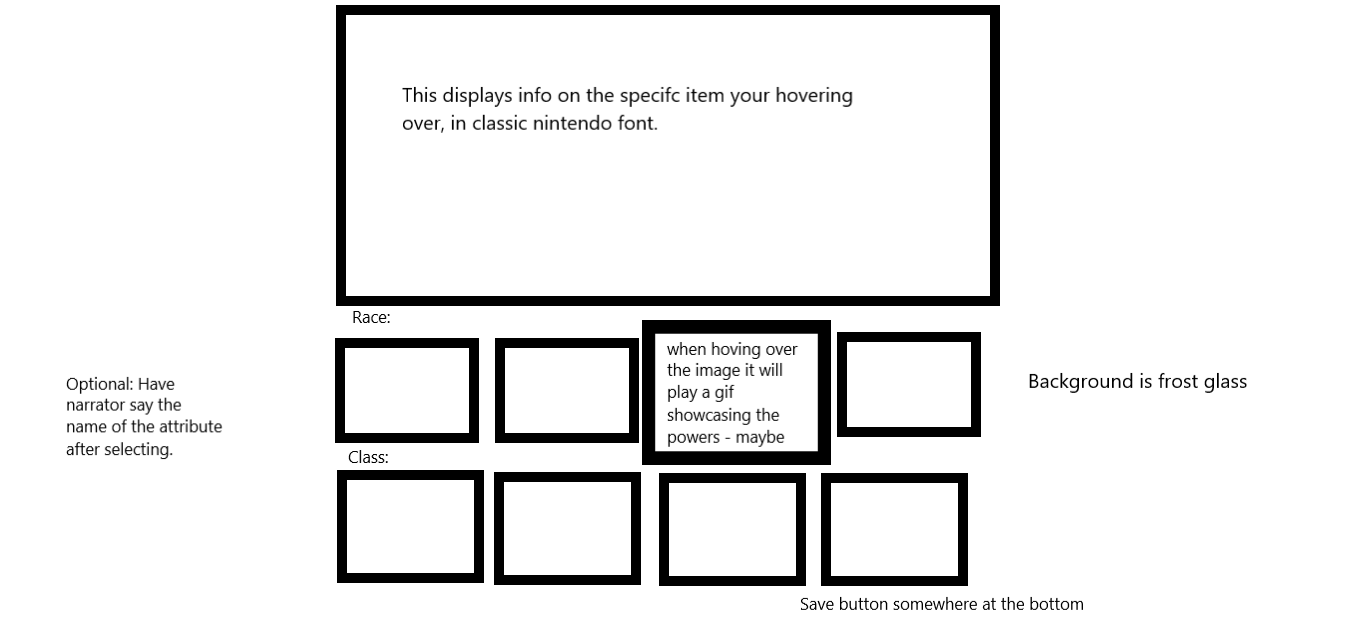 This displays info on the specifc item your hovering
over, in classic nintendo font.
Race:
when hoving over
the image it will
play a gif
showcasing the
powers - maybe
Optional: Have
narrator say the
name of the attribute
after selecting.
Background is frost glass
Class:
Save button somewhere at the bottom